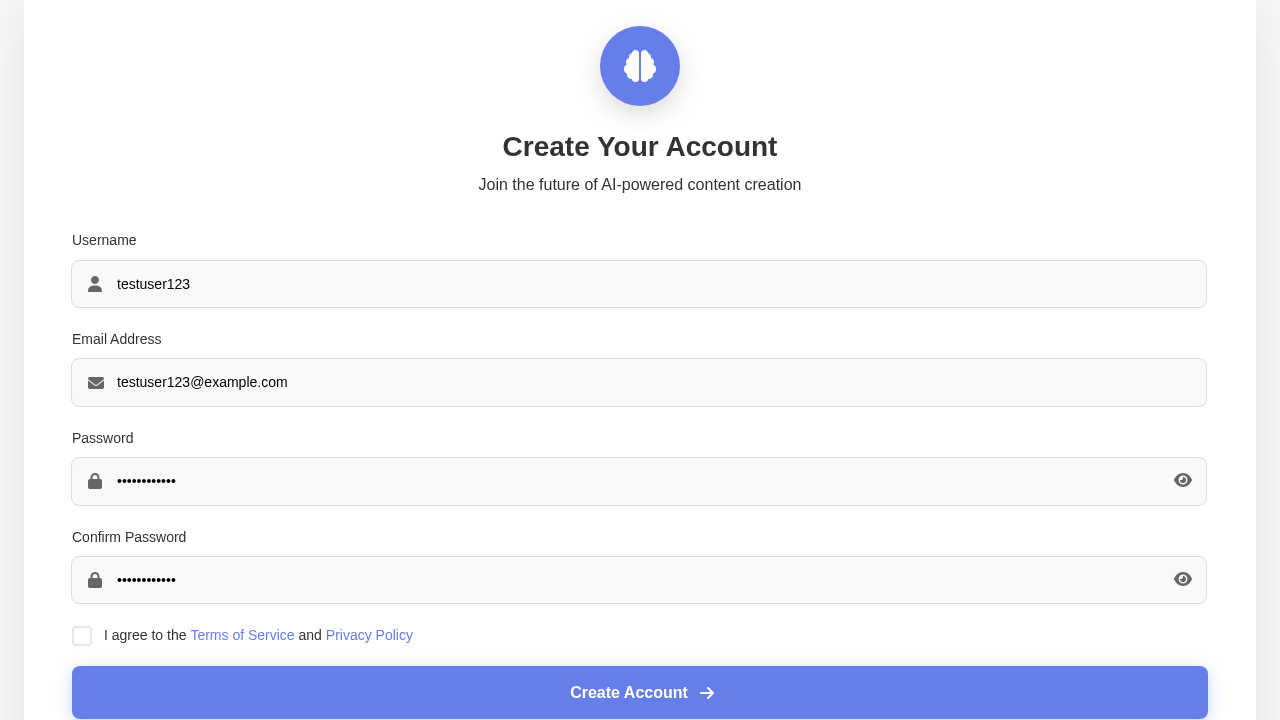 Create Your Account
Join the future of AI-powered content creation
Username
testuser123
Email Address
testuser123@example.com
Password
••••••••••••
Confirm Password
••••••••••••
I agree to the Terms of Service and Privacy Policy
Create Account